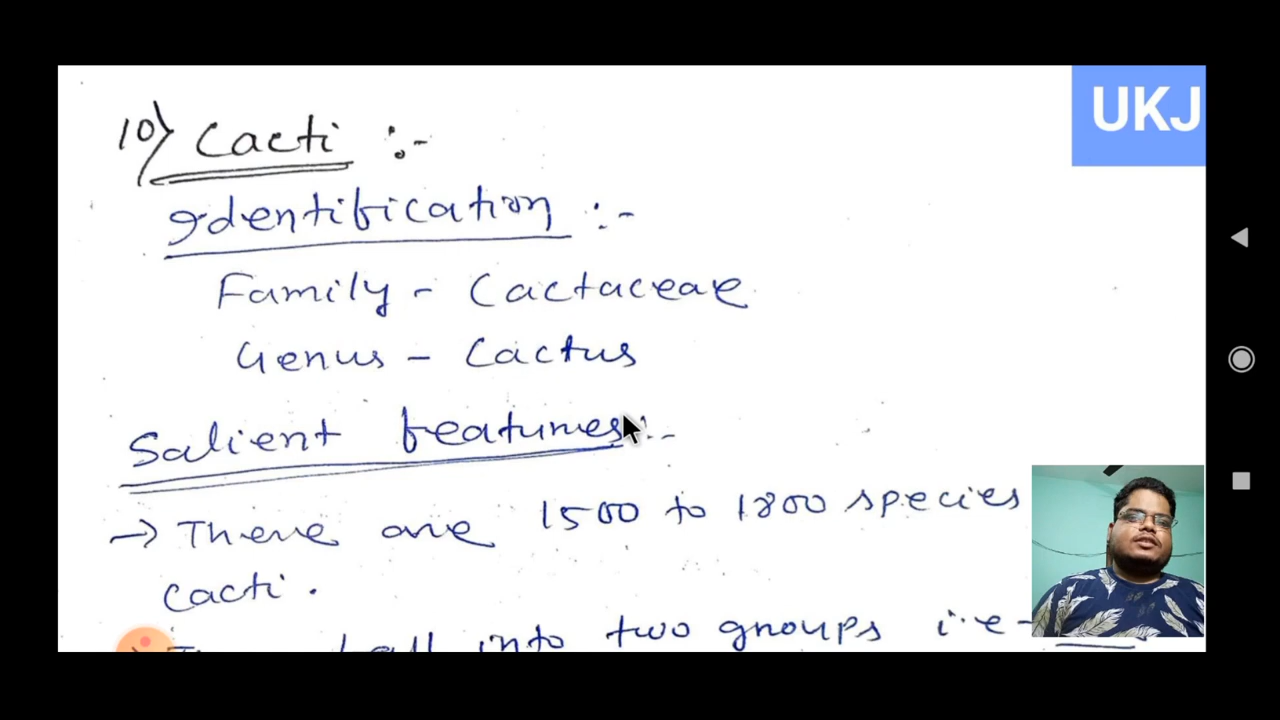 UKJ
10) Cacti :-
Identification :-
Family - Cactaceae
Genus - Cactus
Salient features :-
→ There are 1500 to 1800 species
cacti.
fall into two groups i.e-